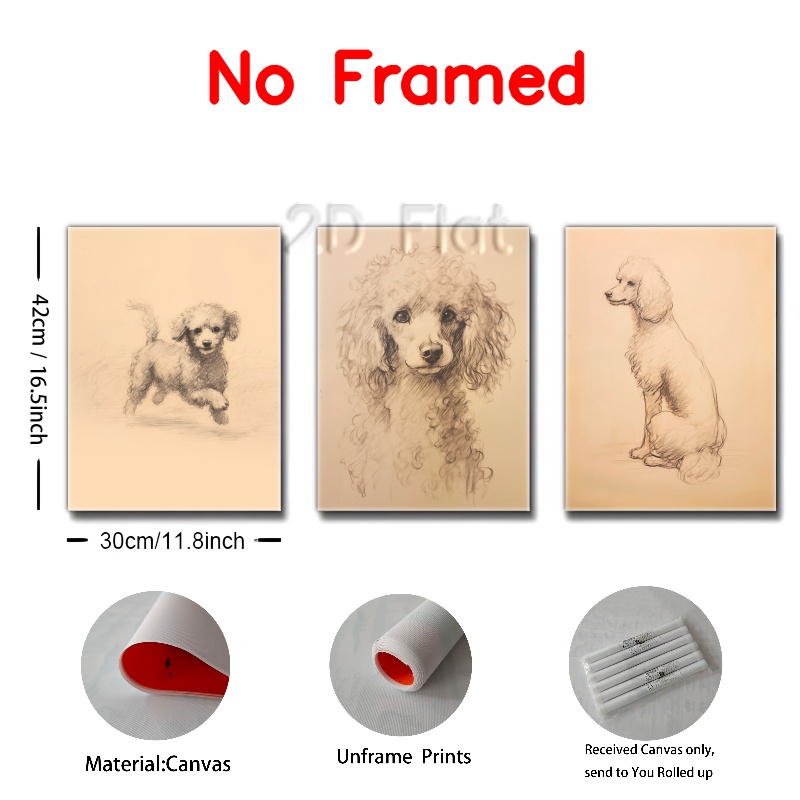 No Framed
2.D Flat
42cm / 16.5inch
30cm/11.8inch
Material:Canvas
Unframe Prints
Received Canvas only,
send to You Rolled up